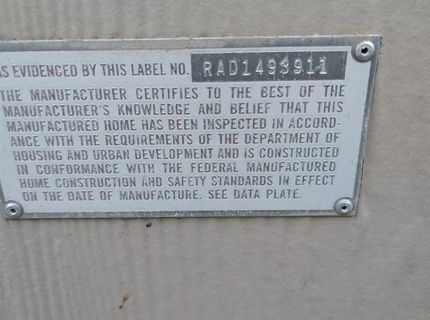 AS EVIDENCED BY THIS LABEL NO. RAD1493911
THE MANUFACTURER CERTIFIES TO THE BEST OF THE
MANUFACTURER'S KNOWLEDGE AND BELIEF THAT THIS
MANUFACTURED HOME HAS BEEN INSPECTED IN ACCORD-
ANCE WITH THE REQUIREMENTS OF THE DEPARTMENT OF
HOUSING AND URBAN DEVELOPMENT AND IS CONSTRUCTED
IN CONFORMANCE WITH THE FEDERAL MANUFACTURED
HOME CONSTRUCTION AND SAFETY STANDARDS IN EFFECT
ON THE DATE OF MANUFACTURE. SEE DATA PLATE.